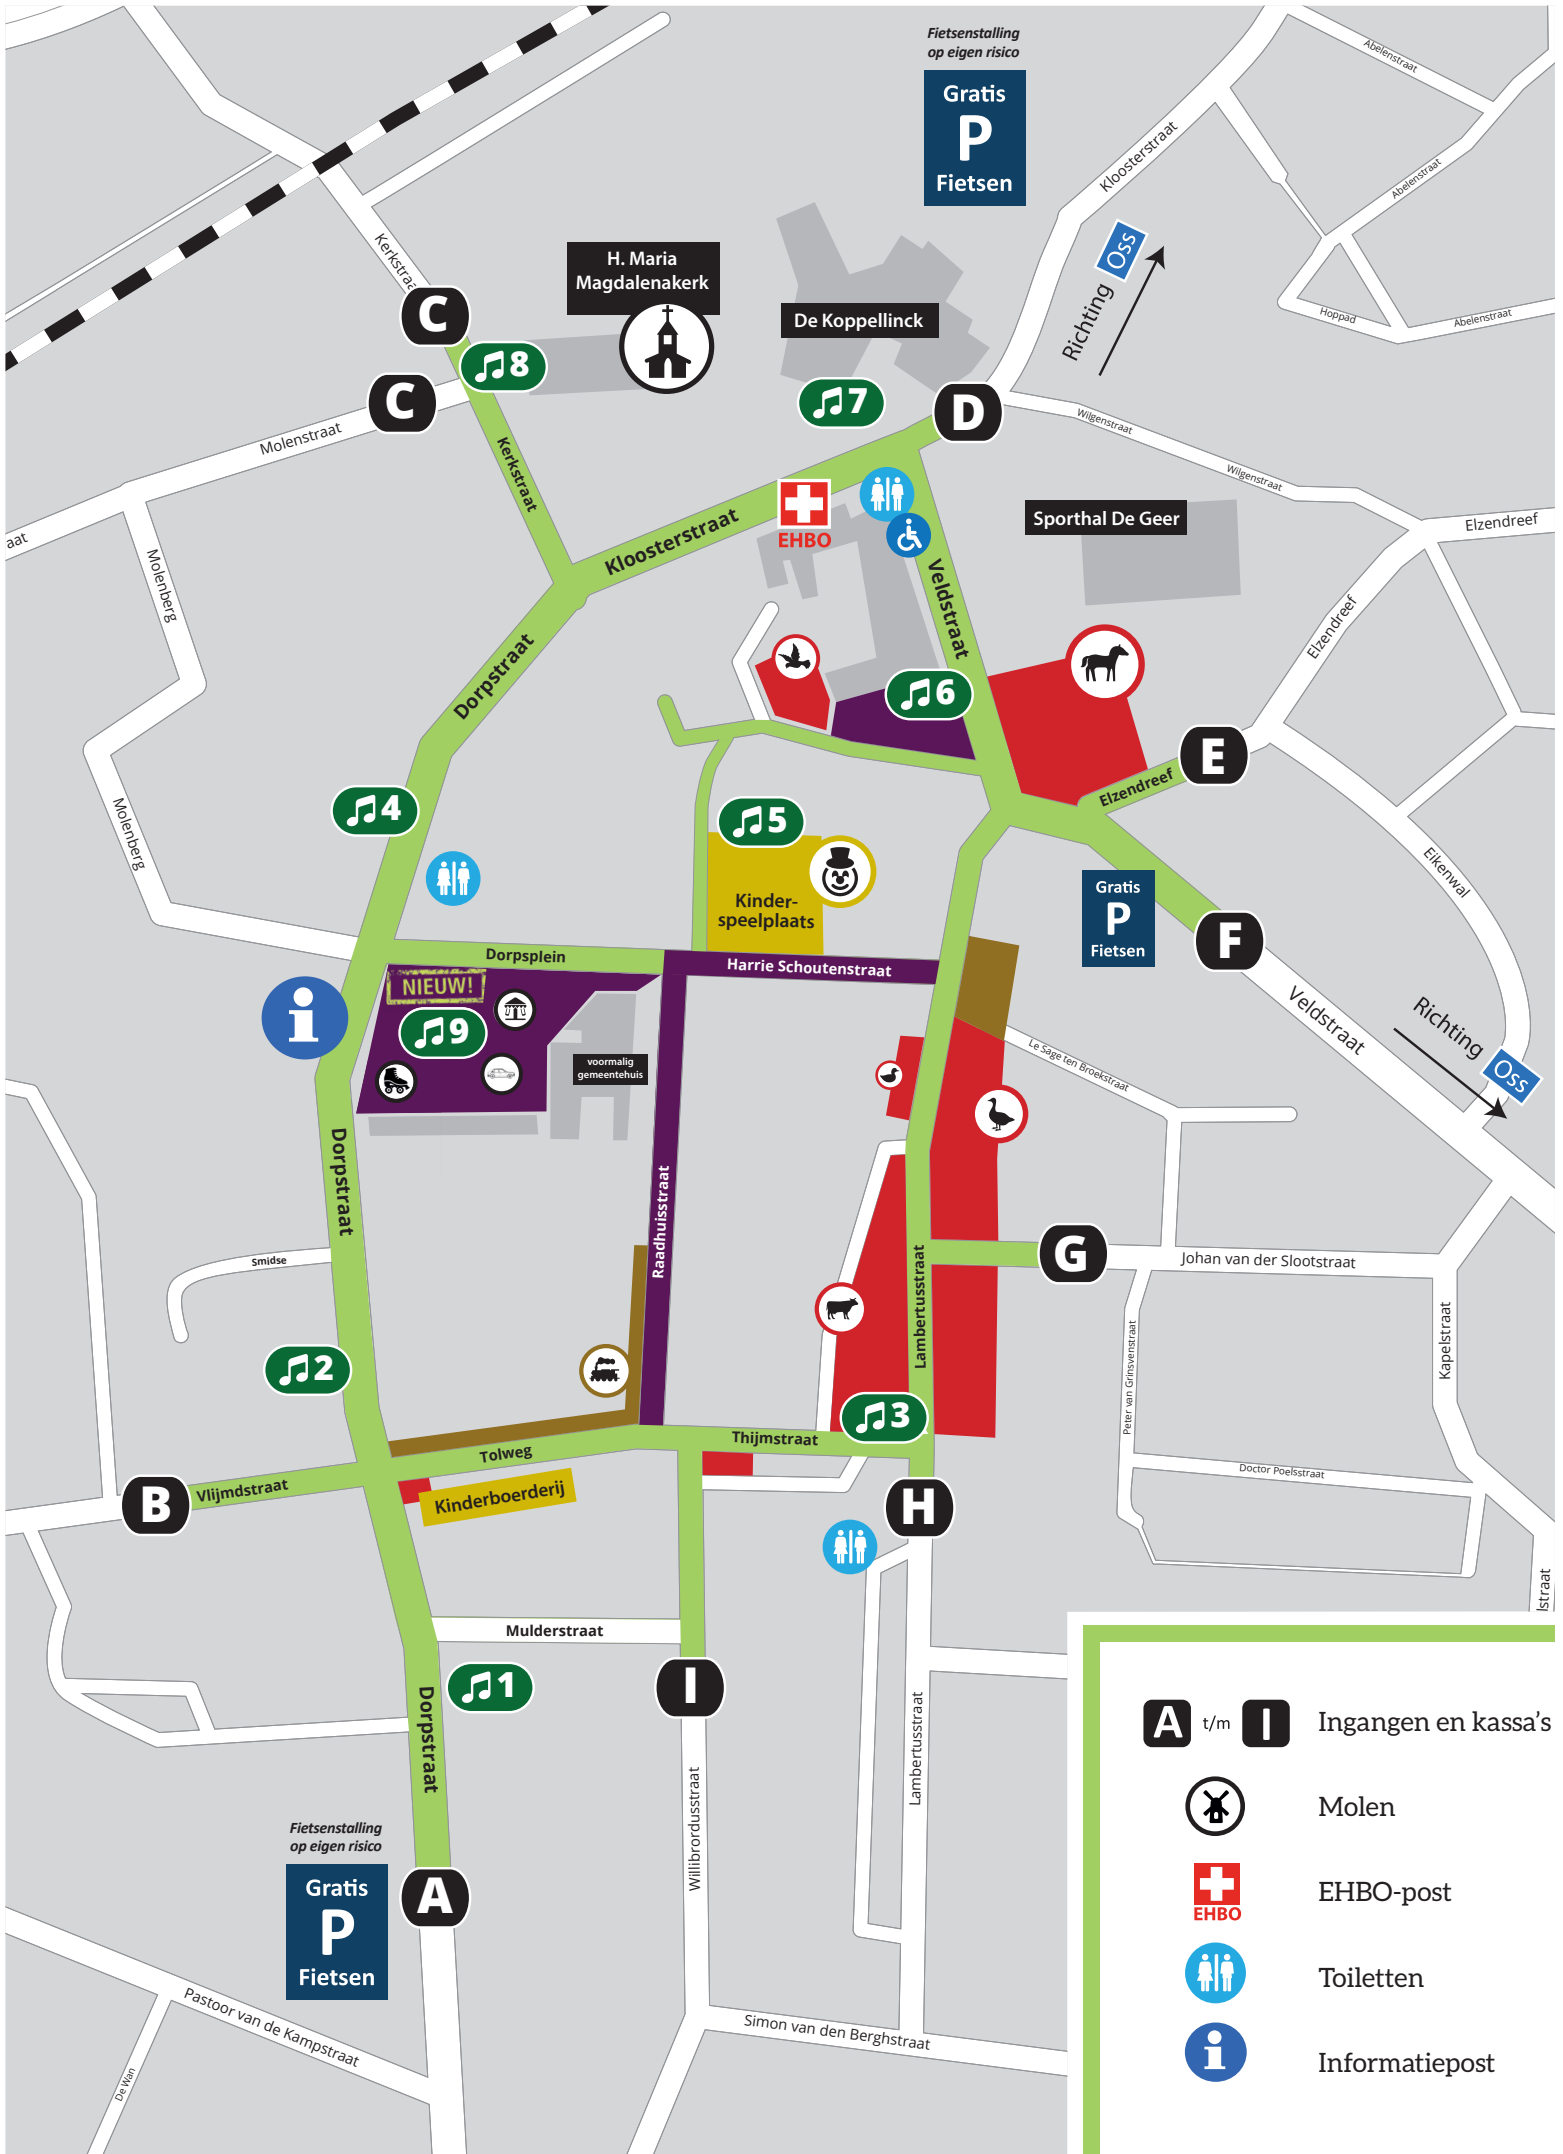 Fietsenstalling
op eigen risico
Gratis
P
Fietsen
Abelenstraat
Kloosterstraat
Abelenstraat
Richting
Oss
Hoppad
Abelenstraat
Kerkstraa
H. Maria
Magdalenakerk
De Koppellinck
C
8
C
7
D
Molenstraat
Kerkstraat
Wilgenstraat
Wilgenstraat
Elzendreef
aat
Kloosterstraat
EHBO
Sporthal De Geer
Molenberg
Veldstraat
Elzendreef
Dorpstraat
6
E
Elzendreef
4
5
Molenberg
Kinder-
speelplaats
Gratis
P
Fietsen
Eikenwal
F
Dorpsplein
Harrie Schoutenstraat
NIEUW!
9
Veldstraat
Richting
Oss
voormalig
gemeentehuis
Le Sage ten Broekstraat
Dorpstraat
Raadhuisstraat
Smidse
G
Johan van der Slootstraat
Lambertusstraat
Peter van Grinsvenstraat
Kapelstraat
2
3
Thijmstraat
Tolweg
Doctor Poelsstraat
B
Vlijmdstraat
Kinderboerderij
H
lstraat
Mulderstraat
1
I
Dorpstraat
Willibrordusstraat
Lambertusstraat
Fietsenstalling
op eigen risico
Gratis
P
Fietsen
A
Pastoor van de Kampstraat
De Wan
Simon van den Berghstraat
A t/m I Ingangen en kassa's
Molen
EHBO EHBO-post
Toiletten
i Informatiepost